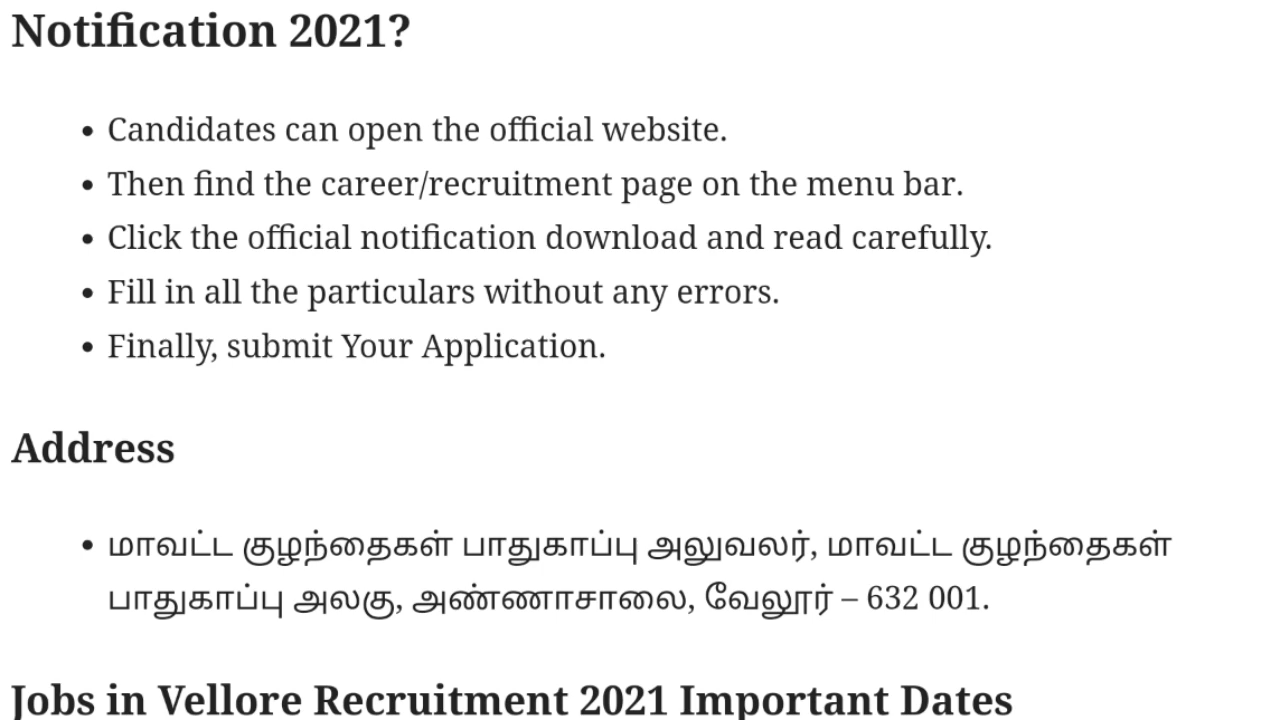 Notification 2021?
• Candidates can open the official website.
• Then find the career/recruitment page on the menu bar.
• Click the official notification download and read carefully.
• Fill in all the particulars without any errors.
• Finally, submit Your Application.
Address
• மாவட்ட குழந்தைகள் பாதுகாப்பு அலுவலர், மாவட்ட குழந்தைகள்
பாதுகாப்பு அலகு, அண்ணாசாலை, வேலூர் – 632 001.
Jobs in Vellore Recruitment 2021 Important Dates